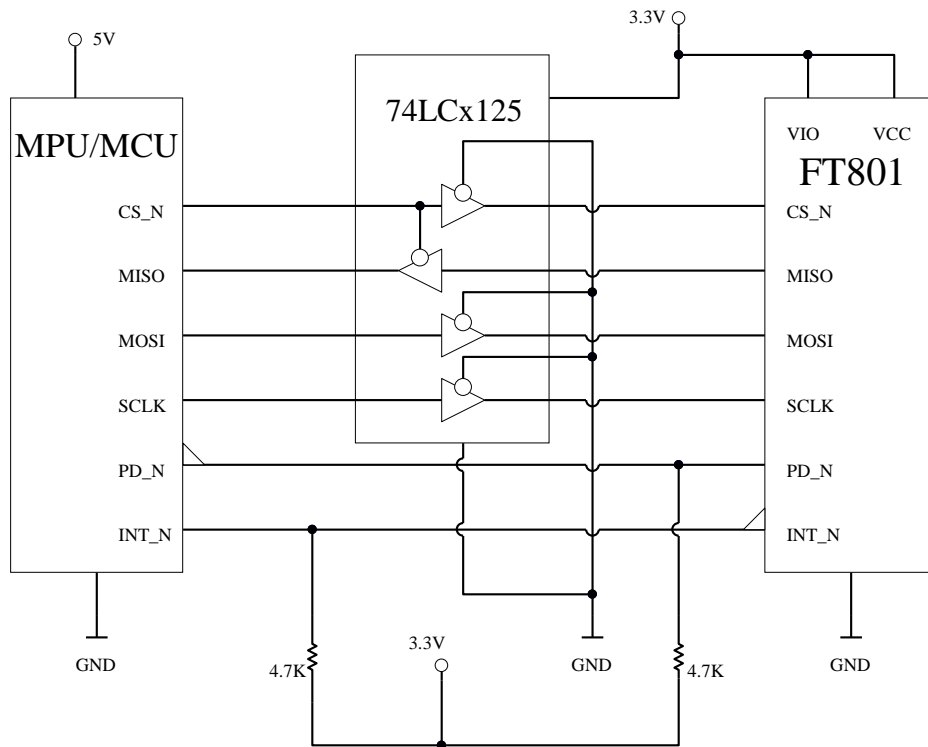 3.3V
5V
74LCx125
MPU/MCU
VIO
VCC
FT801
CS_N
CS_N
MISO
MISO
MOSI
MOSI
SCLK
SCLK
PD_N
PD_N
INT_N
INT_N
3.3V
GND
4.7K
GND
4.7K
GND